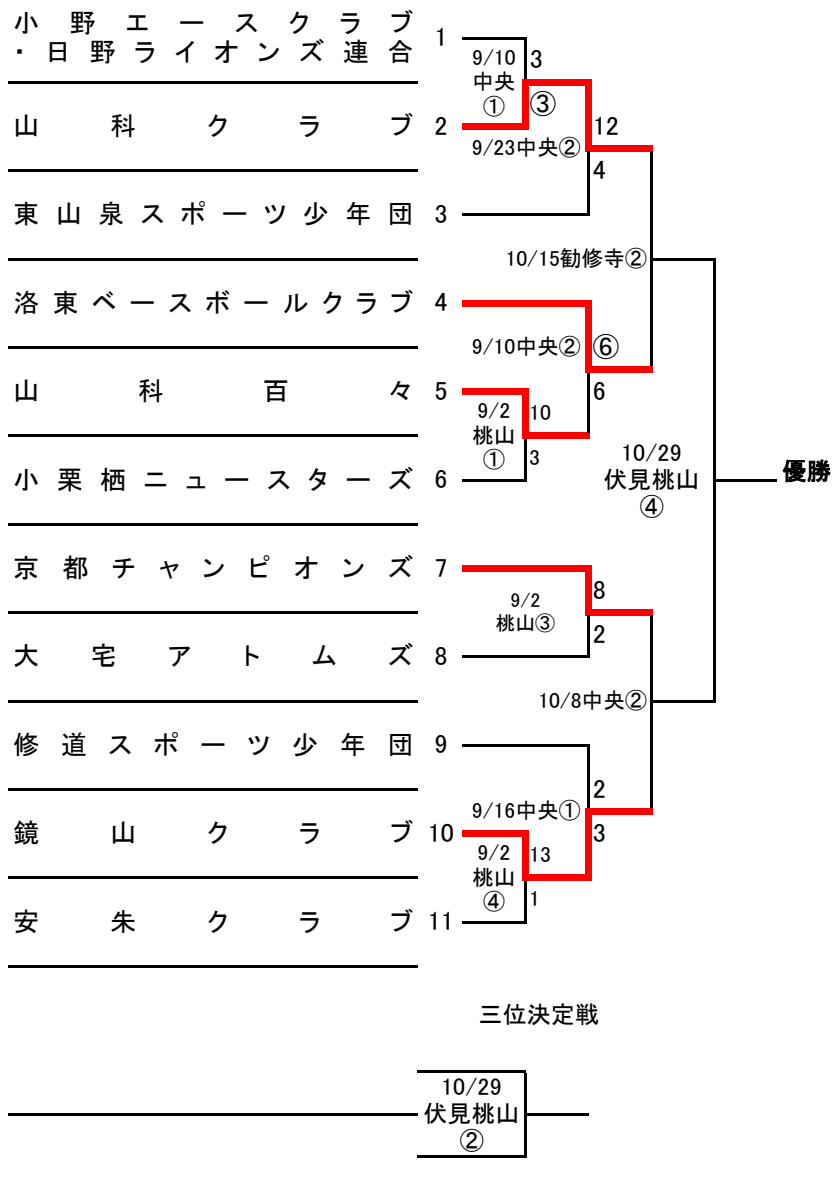 小野エースクラブ
・日野ライオンズ連合
1
9/10
中央
①
3
③
山科クラブ
2
12
9/23中央②
4
東山泉スポーツ少年団
3
10/15勧修寺②
洛東ベースボールクラブ
4
9/10中央②
⑥
山科百々
5
6
9/2
桃山
①
10
3
小栗栖ニュースターズ
6
10/29
伏見桃山
④
優勝
京都チャンピオンズ
7
8
9/2
桃山③
2
大宅アトムズ
8
10/8中央②
修道スポーツ少年団
9
2
9/16中央①
3
鏡山クラブ
10
9/2
桃山
④
13
1
安朱クラブ
11
三位決定戦
10/29
伏見桃山
②